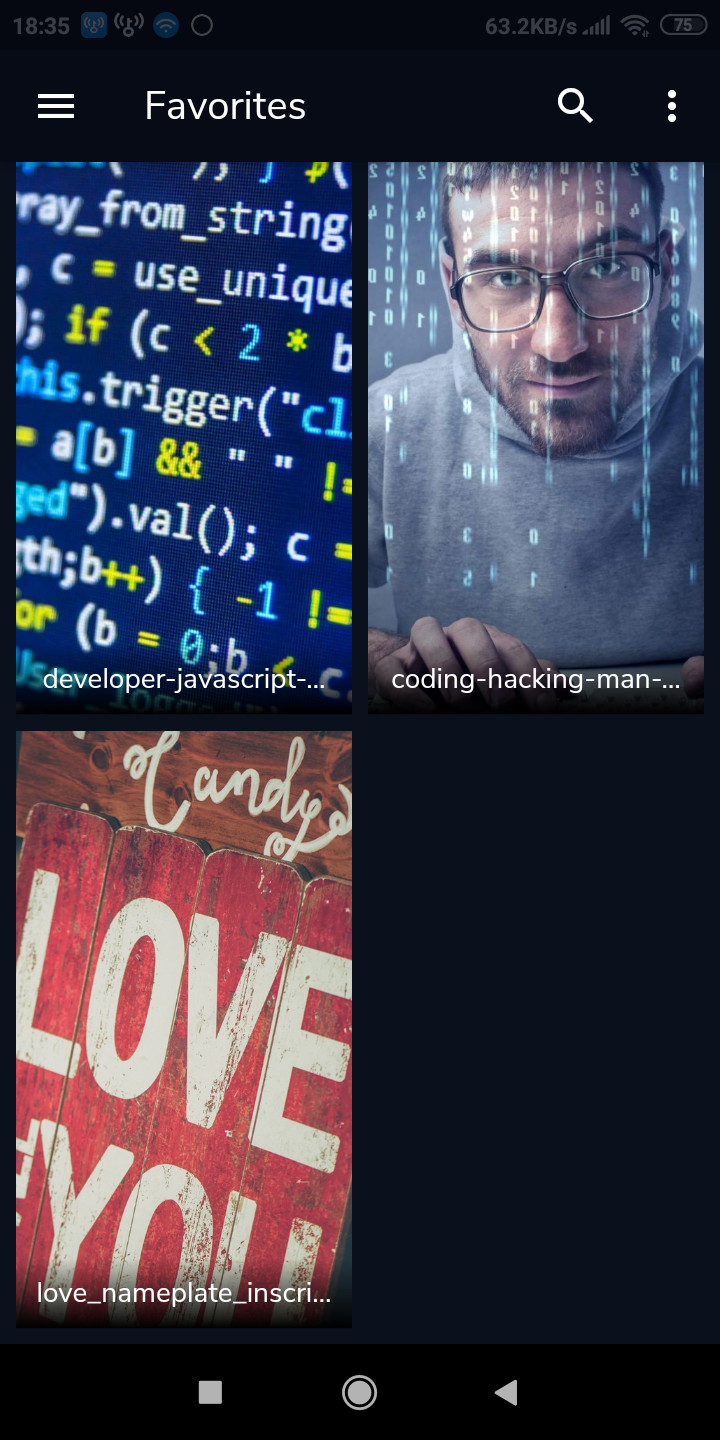 18:35 63.2KB/s 75
Favorites
ray_from_string(
, c = use_unique
); if (c < 2 * b
his.trigger("cl
= a[b] && " " !=
ged").val(); c =
gth;b++) { -1 !=
or (b = 0;b < c.
developer-javascript-...
coding-hacking-man-...
Candy
LOVE
YOU
love_nameplate_inscri...